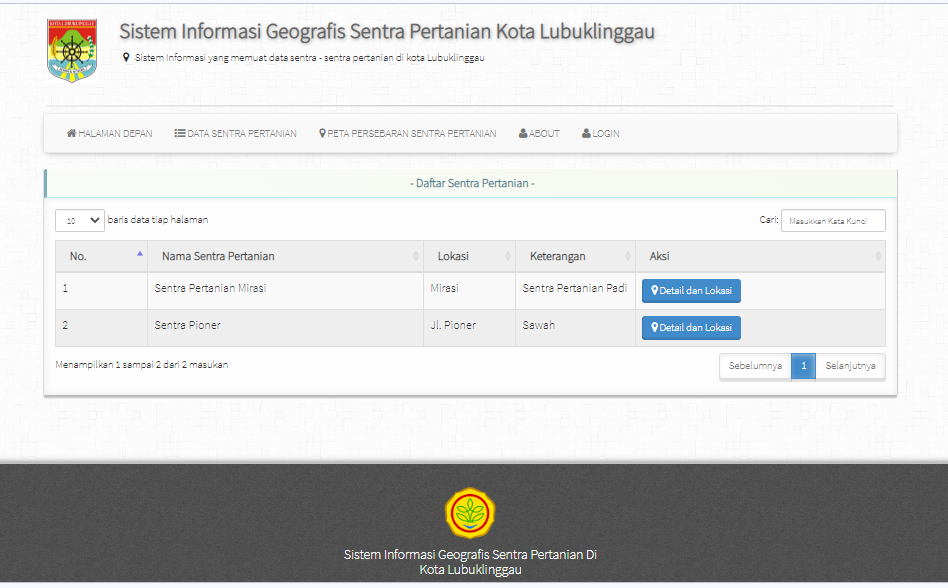 KOTA LUBUKLINGGAU
Sistem Informasi Geografis Sentra Pertanian Kota Lubuklinggau
Sistem Informasi yang memuat data sentra - sentra pertanian di kota Lubuklinggau
HALAMAN DEPAN DATA SENTRA PERTANIAN PETA PERSEBARAN SENTRA PERTANIAN ABOUT LOGIN
- Daftar Sentra Pertanian -
10 baris data tiap halaman Cari: Masukkan Kata Kunci
No. Nama Sentra Pertanian Lokasi Keterangan Aksi
1 Sentra Pertanian Mirasi Mirasi Sentra Pertanian Padi Detail dan Lokasi
2 Sentra Pioner Jl. Pioner Sawah Detail dan Lokasi
Menampilkan 1 sampai 2 dari 2 masukan Sebelumnya 1 Selanjutnya
Sistem Informasi Geografis Sentra Pertanian Di
Kota Lubuklinggau